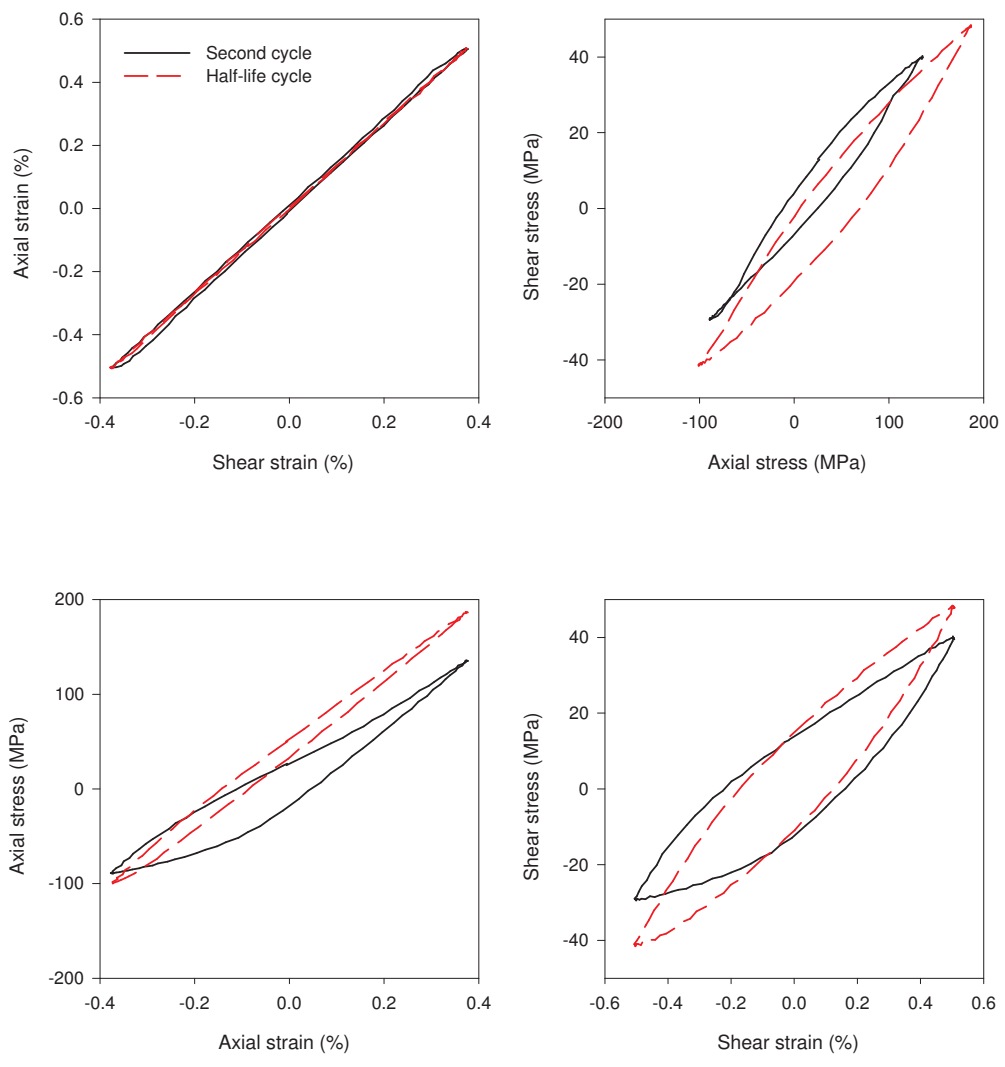 0.6
0.4
0.2
0.0
-0.2
-0.4
-0.6
Axial strain (%)
Second cycle
Half-life cycle
-0.4 -0.2 0.0 0.2 0.4
Shear strain (%)
40
20
0
-20
-40
Shear stress (MPa)
-200 -100 0 100 200
Axial stress (MPa)
200
100
0
-100
-200
Axial stress (MPa)
-0.4 -0.2 0.0 0.2 0.4
Axial strain (%)
40
20
0
-20
-40
Shear stress (MPa)
-0.6 -0.4 -0.2 0.0 0.2 0.4 0.6
Shear strain (%)